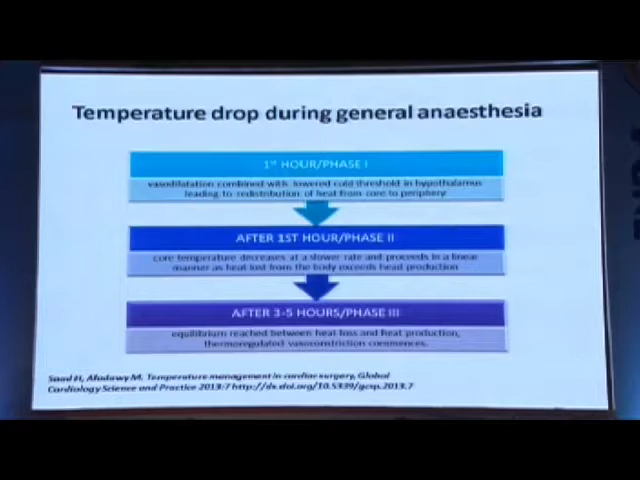 Temperature drop during general anaesthesia
1ST HOUR/PHASE I
vasodilatation combined with lowered cold threshold in hypothalamus
leading to redistribution of heat from core to periphery
AFTER 1ST HOUR/PHASE II
core temperature decreases at a slower rate and proceeds in a linear
manner as heat lost from the body exceeds head production
AFTER 3-5 HOURS/PHASE III
equilibrium reached between heat loss and heat production,
thermoregulated vasoconstriction commences.
Saad H, Aladawy M. Temperature management in cardiac surgery, Global
Cardiology Science and Practice 2013:7 http://dx.doi.org/10.5339/gcsp.2013.7